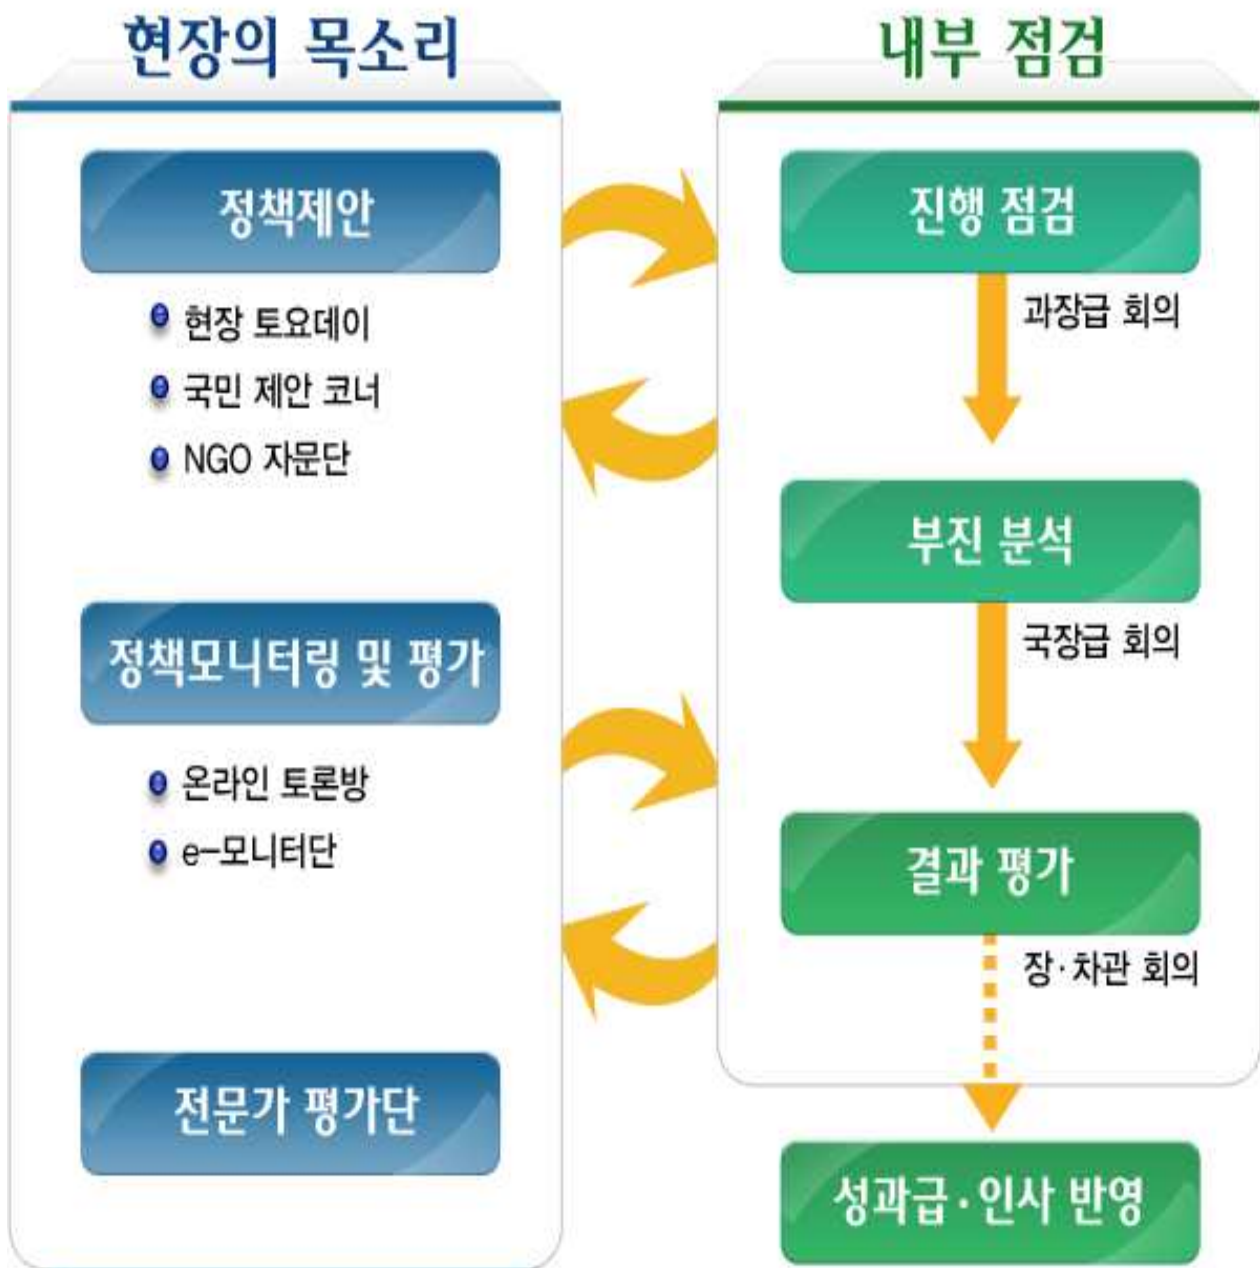 현장의 목소리
정책제안
현장 토요데이
국민 제안 코너
NGO 자문단
정책모니터링 및 평가
온라인 토론방
e-모니터단
전문가 평가단
내부 점검
진행 점검
과장급 회의
부진 분석
국장급 회의
결과 평가
장·차관 회의
성과급·인사 반영